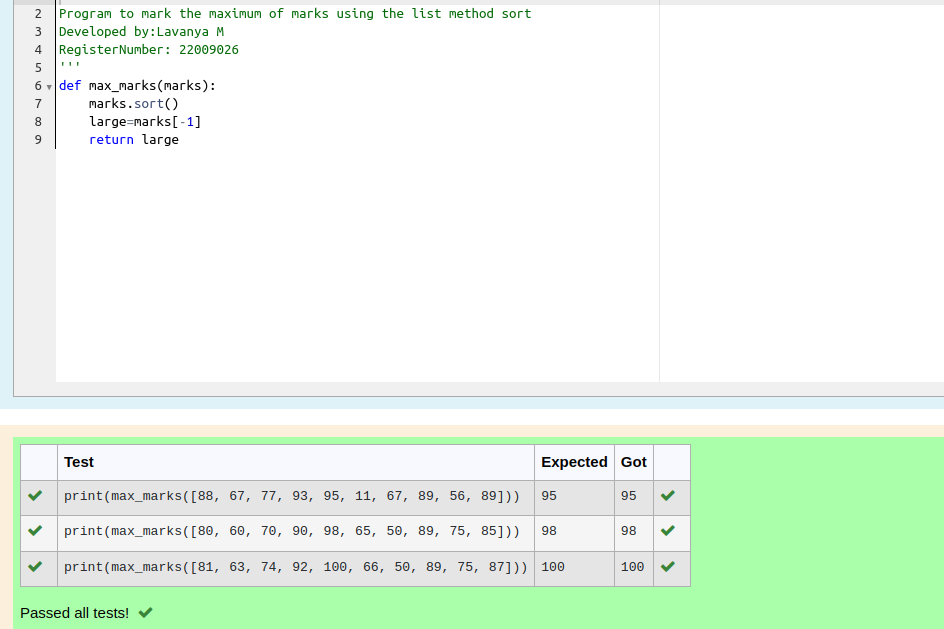 2 Program to mark the maximum of marks using the list method sort
3 Developed by:Lavanya M
4 RegisterNumber: 22009026
5 '''
6 def max_marks(marks):
7     marks.sort()
8     large=marks[-1]
9     return large
Test Expected Got
print(max_marks([88, 67, 77, 93, 95, 11, 67, 89, 56, 89])) 95 95
print(max_marks([80, 60, 70, 90, 98, 65, 50, 89, 75, 85])) 98 98
print(max_marks([81, 63, 74, 92, 100, 66, 50, 89, 75, 87])) 100 100
Passed all tests!